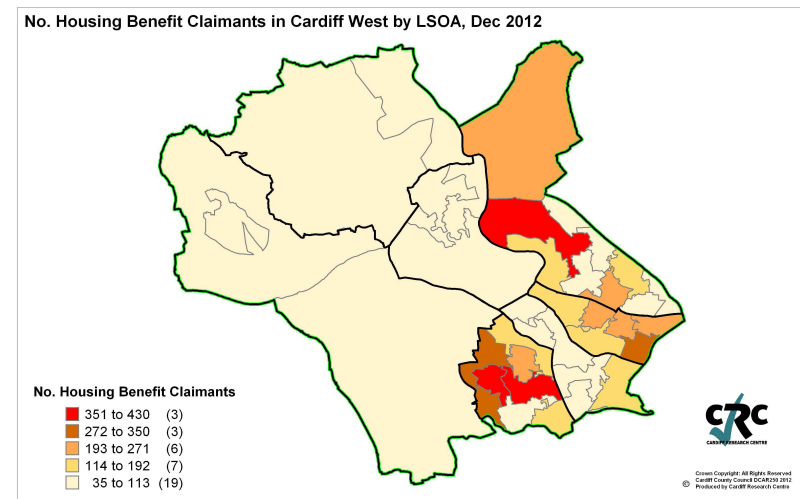 No. Housing Benefit Claimants in Cardiff West by LSOA, Dec 2012
No. Housing Benefit Claimants
351 to 430 (3)
272 to 350 (3)
193 to 271 (6)
114 to 192 (7)
35 to 113 (19)
CRC
CARDIFF RESEARCH CENTRE
Crown Copyright: All Rights Reserved
Cardiff County Council DCAR250 2012
© Produced by Cardiff Research Centre